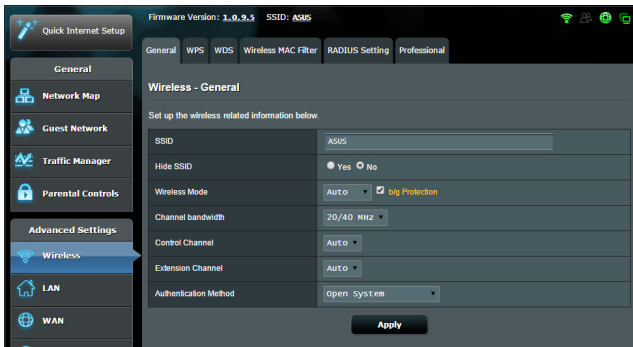 Firmware Version: 1.0.9.5 SSID: ASUS
Quick Internet Setup
General WPS WDS Wireless MAC Filter RADIUS Setting Professional
General
Network Map
Guest Network
Traffic Manager
Parental Controls
Advanced Settings
Wireless
LAN
WAN
Wireless - General
Set up the wireless related information below.
SSID ASUS
Hide SSID Yes No
Wireless Mode Auto b/g Protection
Channel bandwidth 20/40 MHz
Control Channel Auto
Extension Channel Auto
Authentication Method Open System
Apply